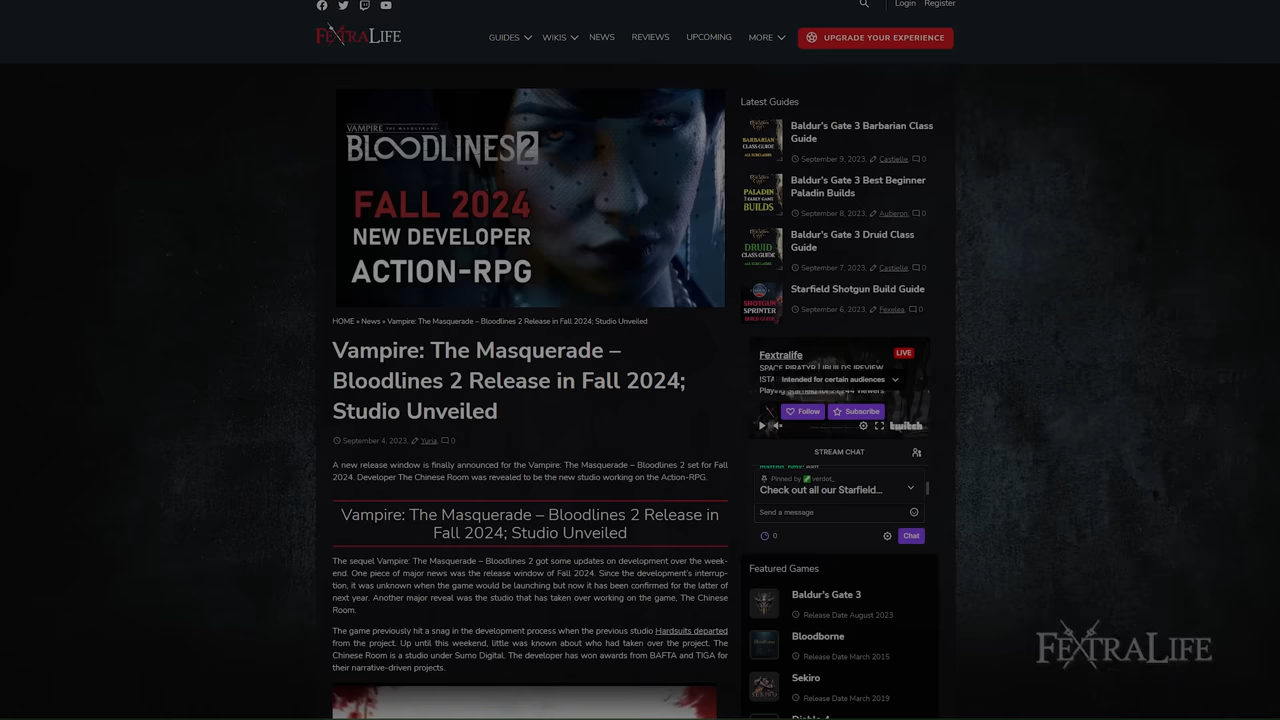 Login Register
FEXTRALIFE
GUIDES WIKIS NEWS REVIEWS UPCOMING MORE UPGRADE YOUR EXPERIENCE
VAMPIRE THE MASQUERADE
BLOODLINES 2
FALL 2024
NEW DEVELOPER
ACTION-RPG
HOME » News » Vampire: The Masquerade – Bloodlines 2 Release in Fall 2024; Studio Unveiled
Vampire: The Masquerade –
Bloodlines 2 Release in Fall 2024;
Studio Unveiled
September 4, 2023, Yuria, 0
A new release window is finally announced for the Vampire: The Masquerade – Bloodlines 2 set for Fall
2024. Developer The Chinese Room was revealed to be the new studio working on the Action-RPG.
Vampire: The Masquerade – Bloodlines 2 Release in
Fall 2024; Studio Unveiled
The sequel Vampire: The Masquerade – Bloodlines 2 got some updates on development over the week-
end. One piece of major news was the release window of Fall 2024. Since the development's interrup-
tion, it was unknown when the game would be launching but now it has been confirmed for the latter of
next year. Another major reveal was the studio that has taken over working on the game, The Chinese
Room.
The game previously hit a snag in the development process when the previous studio Hardsuits departed
from the project. Up until this weekend, little was known about who had taken over the project. The
Chinese Room is a studio under Sumo Digital. The developer has won awards from BAFTA and TIGA for
their narrative-driven projects.
Latest Guides
BARBARIAN
CLASS GUIDE
Baldur's Gate 3 Barbarian Class
Guide
September 9, 2023, Castielle, 0
PALADIN
BUILDS
Baldur's Gate 3 Best Beginner
Paladin Builds
September 8, 2023, Auberon, 0
DRUID
CLASS GUIDE
Baldur's Gate 3 Druid Class
Guide
September 7, 2023, Castielle, 0
SHOTGUN
SPRINTER
BUILD GUIDE
Starfield Shotgun Build Guide
September 6, 2023, Fexelea, 0
Fextralife
LIVE
Intended for certain audiences
Follow Subscribe
twitch
STREAM CHAT
Pinned by verdot_
Check out all our Starfield...
Send a message
0 Chat
Featured Games
Baldur's Gate 3
Release Date August 2023
Bloodborne
Release Date March 2015
Sekiro
Release Date March 2019
FEXTRALIFE